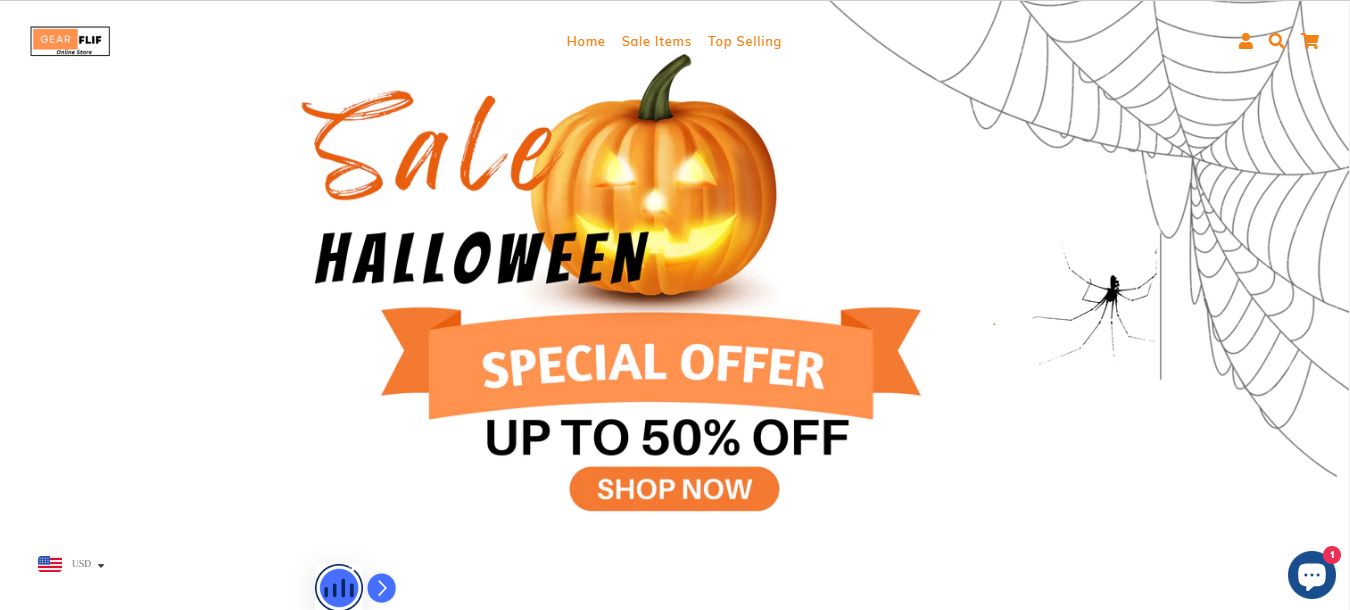 GEAR FLIF
Online Store
Home Sale Items Top Selling
Sale
HALLOWEEN
SPECIAL OFFER
UP TO 50% OFF
SHOP NOW
USD
1